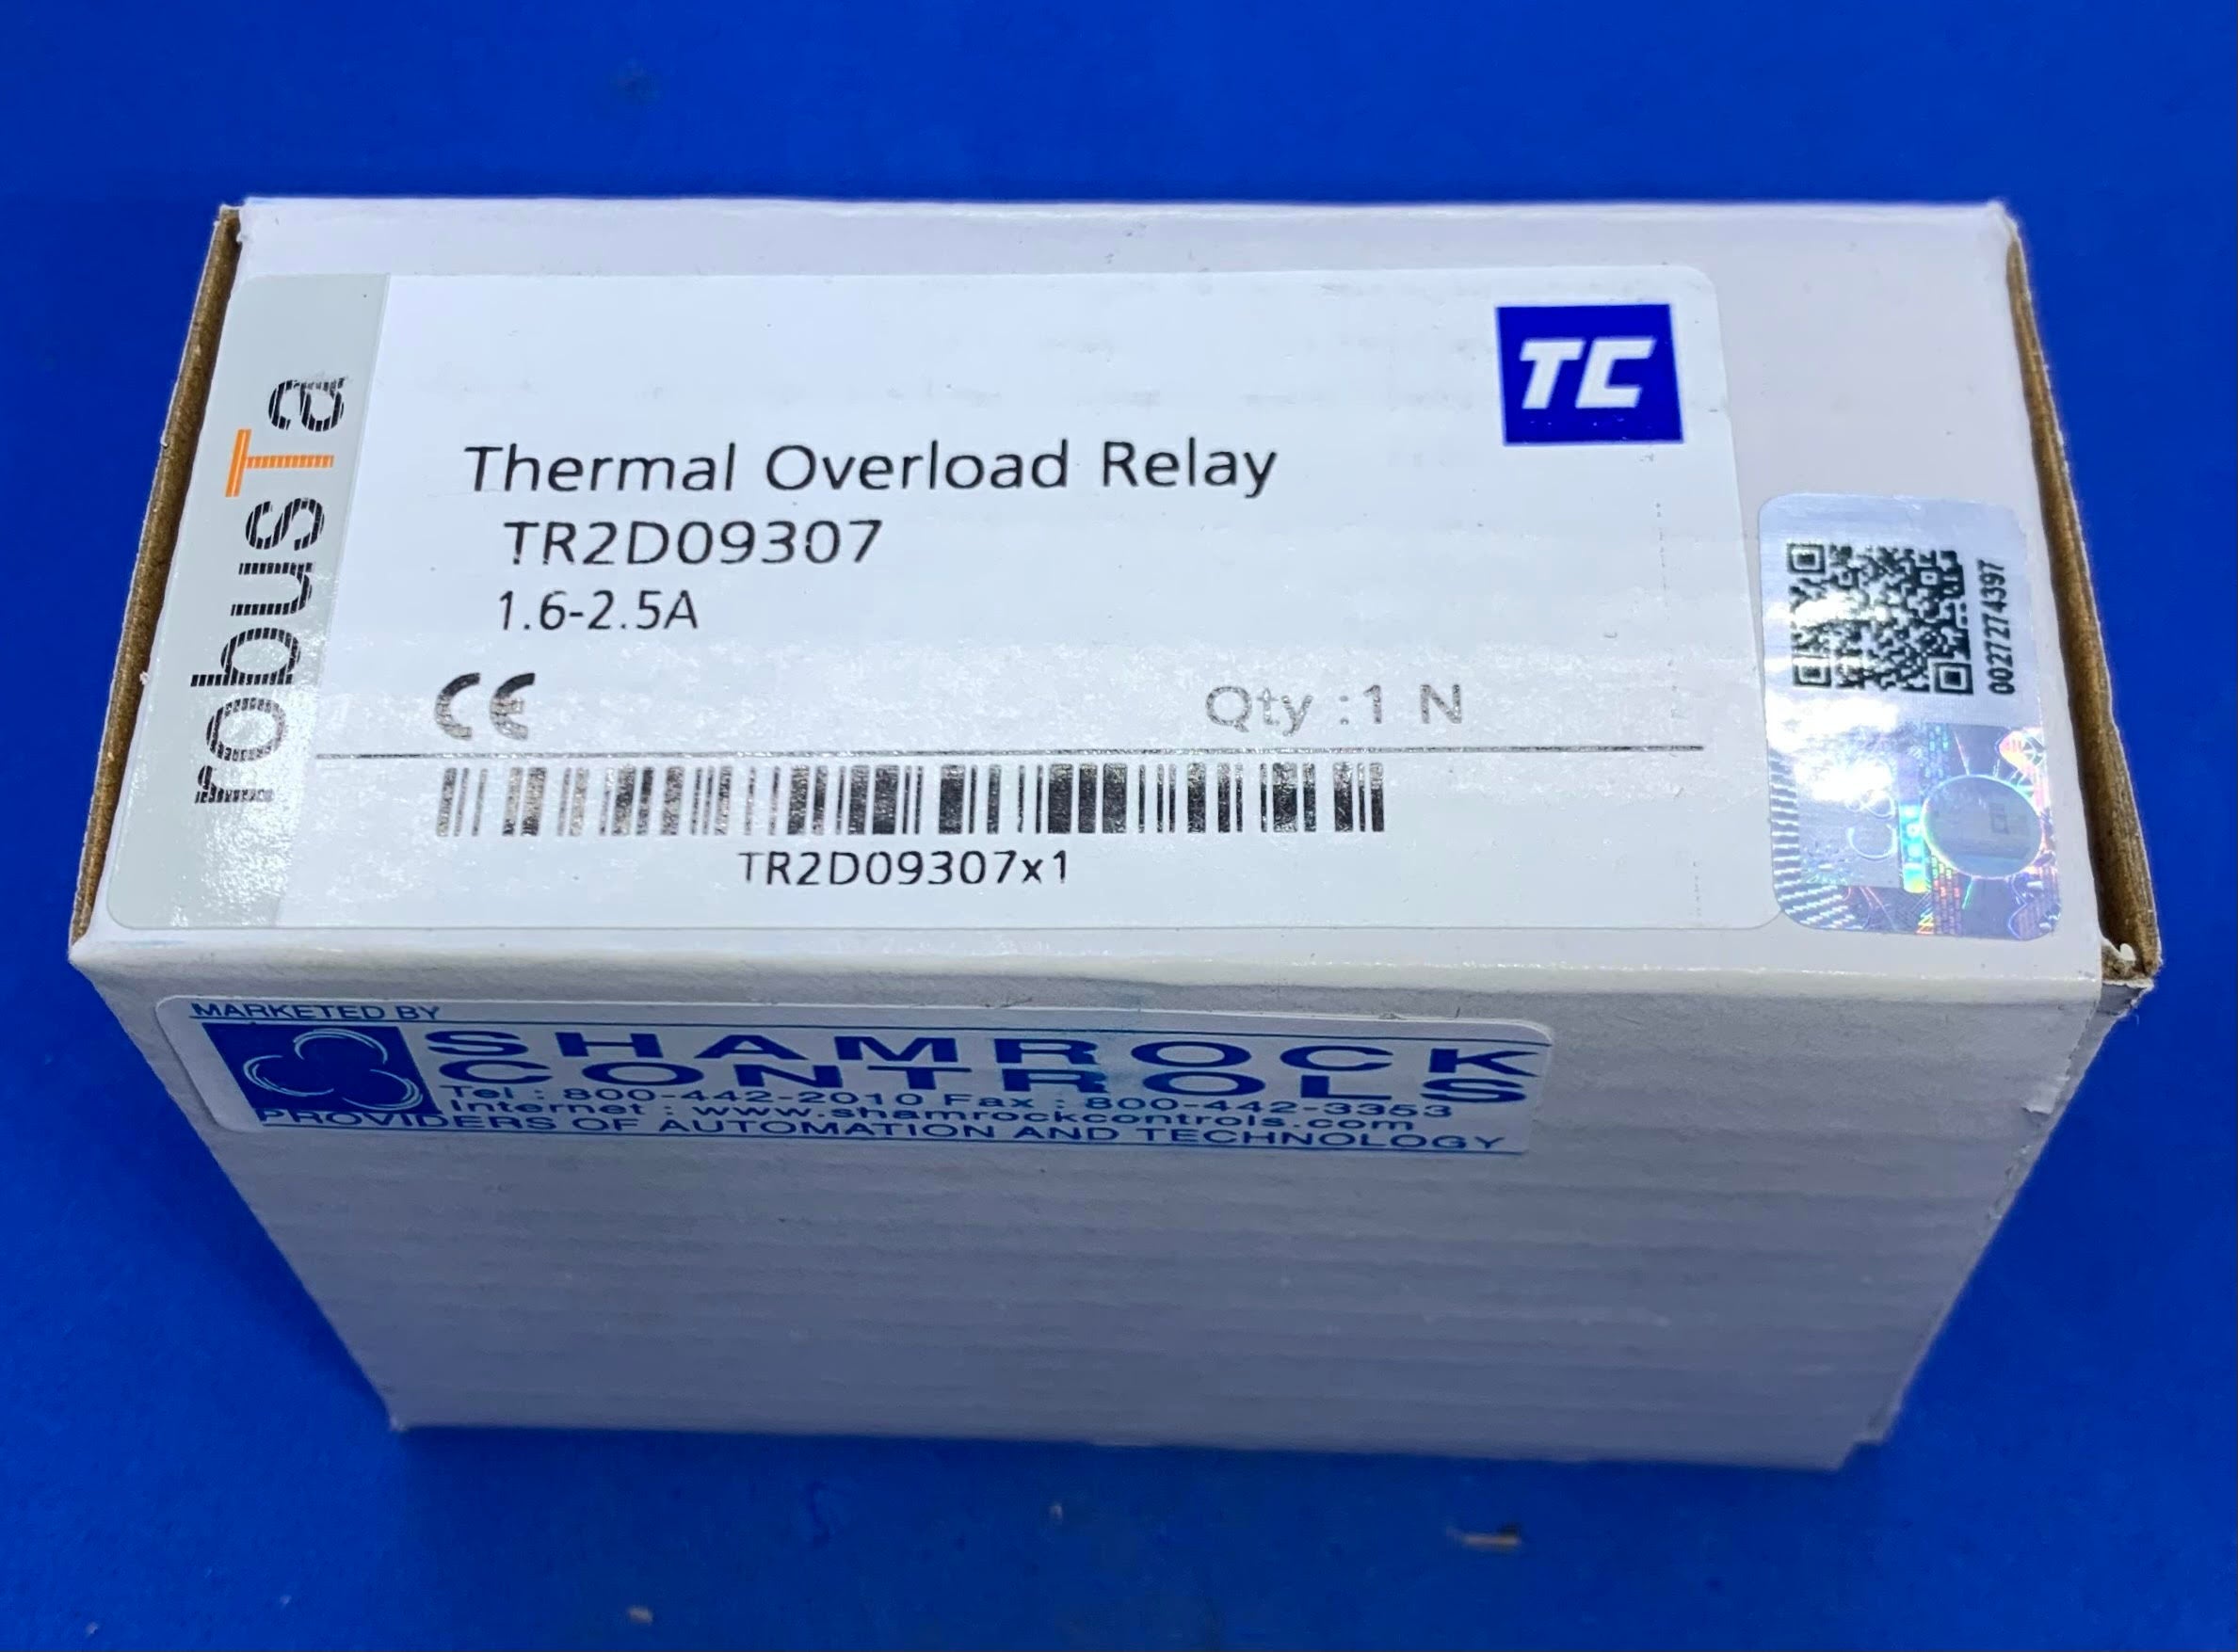 robusTa
TC
Thermal Overload Relay
TR2D09307
1.6-2.5A
CE
Qty :1 N
TR2D09307x1
00272774397
MARKETED BY
SHAMROCK
CONTROLS
Tel : 800-442-2010 Fax : 800-442-3353
Internet : www.shamrockcontrols.com
PROVIDERS OF AUTOMATION AND TECHNOLOGY